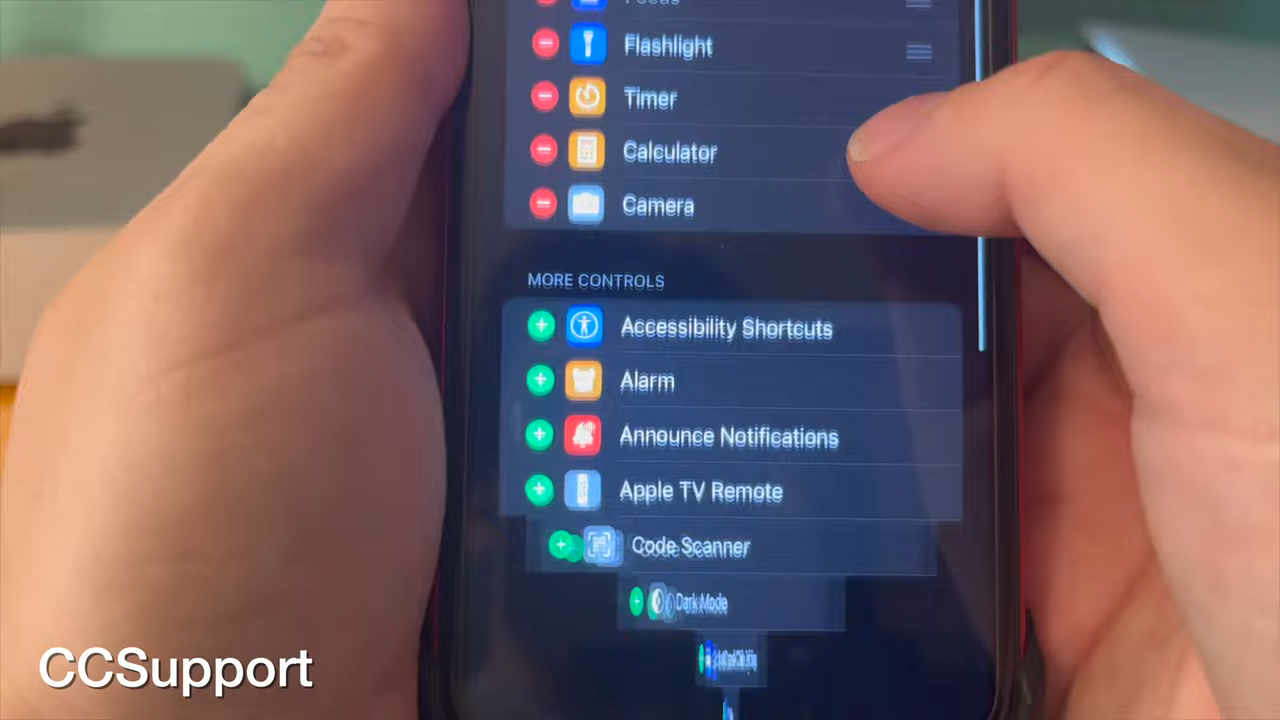 Focus
Flashlight
Timer
Calculator
Camera
MORE CONTROLS
Accessibility Shortcuts
Alarm
Announce Notifications
Apple TV Remote
Code Scanner
Dark Mode
CCSupport